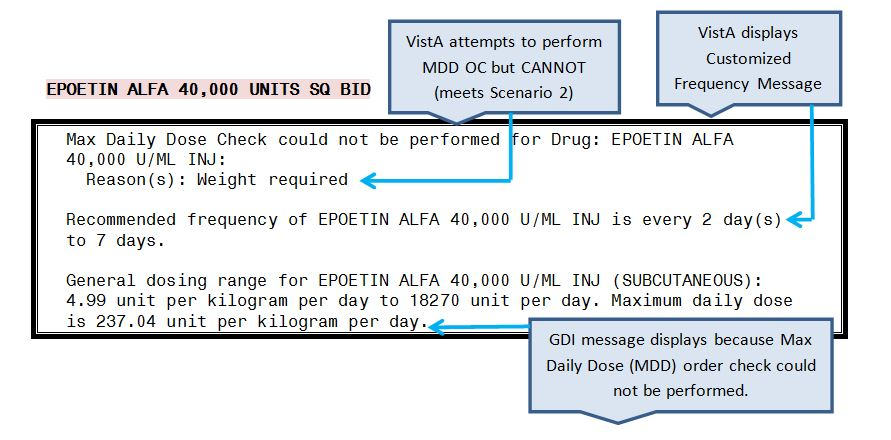 VistA attempts to perform
MDD OC but CANNOT
(meets Scenario 2)
VistA displays
Customized
Frequency Message
EPOETIN ALFA 40,000 UNITS SQ BID
Max Daily Dose Check could not be performed for Drug: EPOETIN ALFA
40,000 U/ML INJ:
Reason(s): Weight required
Recommended frequency of EPOETIN ALFA 40,000 U/ML INJ is every 2 day(s)
to 7 days.
General dosing range for EPOETIN ALFA 40,000 U/ML INJ (SUBCUTANEOUS):
4.99 unit per kilogram per day to 18270 unit per day. Maximum daily dose
is 237.04 unit per kilogram per day.
GDI message displays because Max
Daily Dose (MDD) order check could
not be performed.